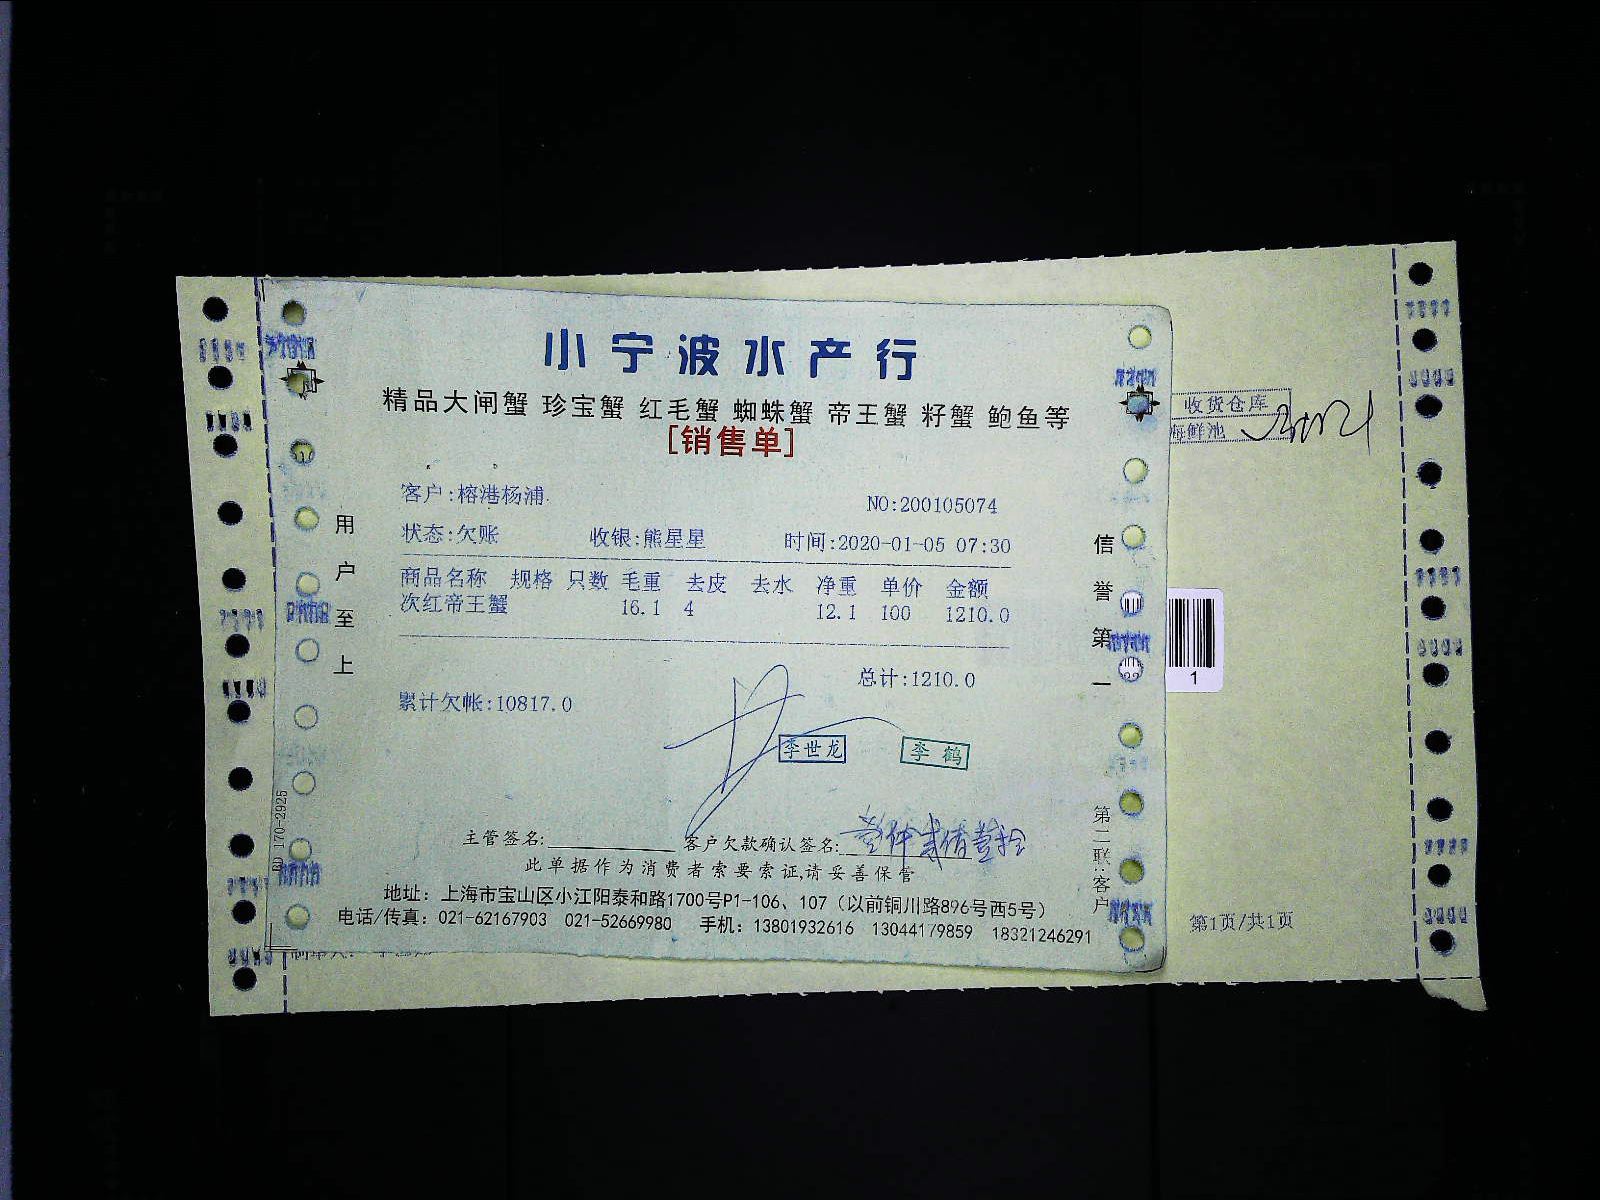 小宁波水产行
精品大闸蟹 珍宝蟹 红毛蟹 蜘蛛蟹 帝王蟹 籽蟹 鲍鱼等
[销售单]
客户:榕港杨浦
NO:200105074
状态:欠账 收银:熊星星 时间:2020-01-05 07:30
商品名称 规格 只数 毛重 去皮 去水 净重 单价 金额
次红帝王蟹 16.1 4 12.1 100 1210.0
总计:1210.0
累计欠帐:10817.0
李世龙
李鹤
主管签名: 客户欠款确认签名:
壹仟贰佰壹拾
此单据作为消费者索要索证,请妥善保管
地址：上海市宝山区小江阳泰和路1700号P1-106、107（以前铜川路896号西5号）
电话/传真：021-62167903 021-52669980 手机：13801932616 13044179859 18321246291
用户至上
信誉第一
第二联:客户
170-2925
收货仓库
海鲜池
1
第1页/共1页